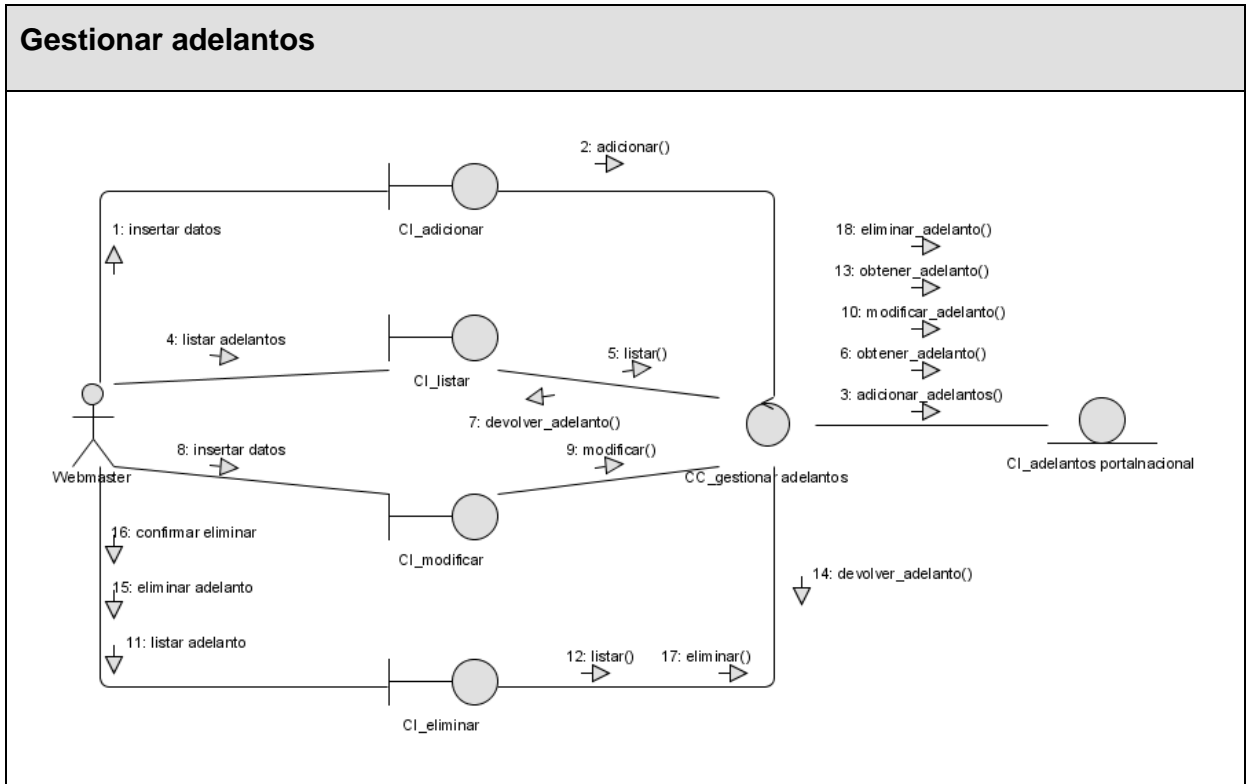 Gestionar adelantos
2: adicionar()
1: insertar datos
CI_adicionar
18: eliminar_adelanto()
13: obtener_adelanto()
10: modificar_adelanto()
4: listar adelantos
5: listar()
6: obtener_adelanto()
CI_listar
3: adicionar_adelantos()
7: devolver_adelanto()
8: insertar datos
9: modificar()
Webmaster
CC_gestionar adelantos
CI_adelantos portalnacional
16: confirmar eliminar
CI_modificar
15: eliminar adelanto
14: devolver_adelanto()
11: listar adelanto
12: listar()
17: eliminar()
CI_eliminar